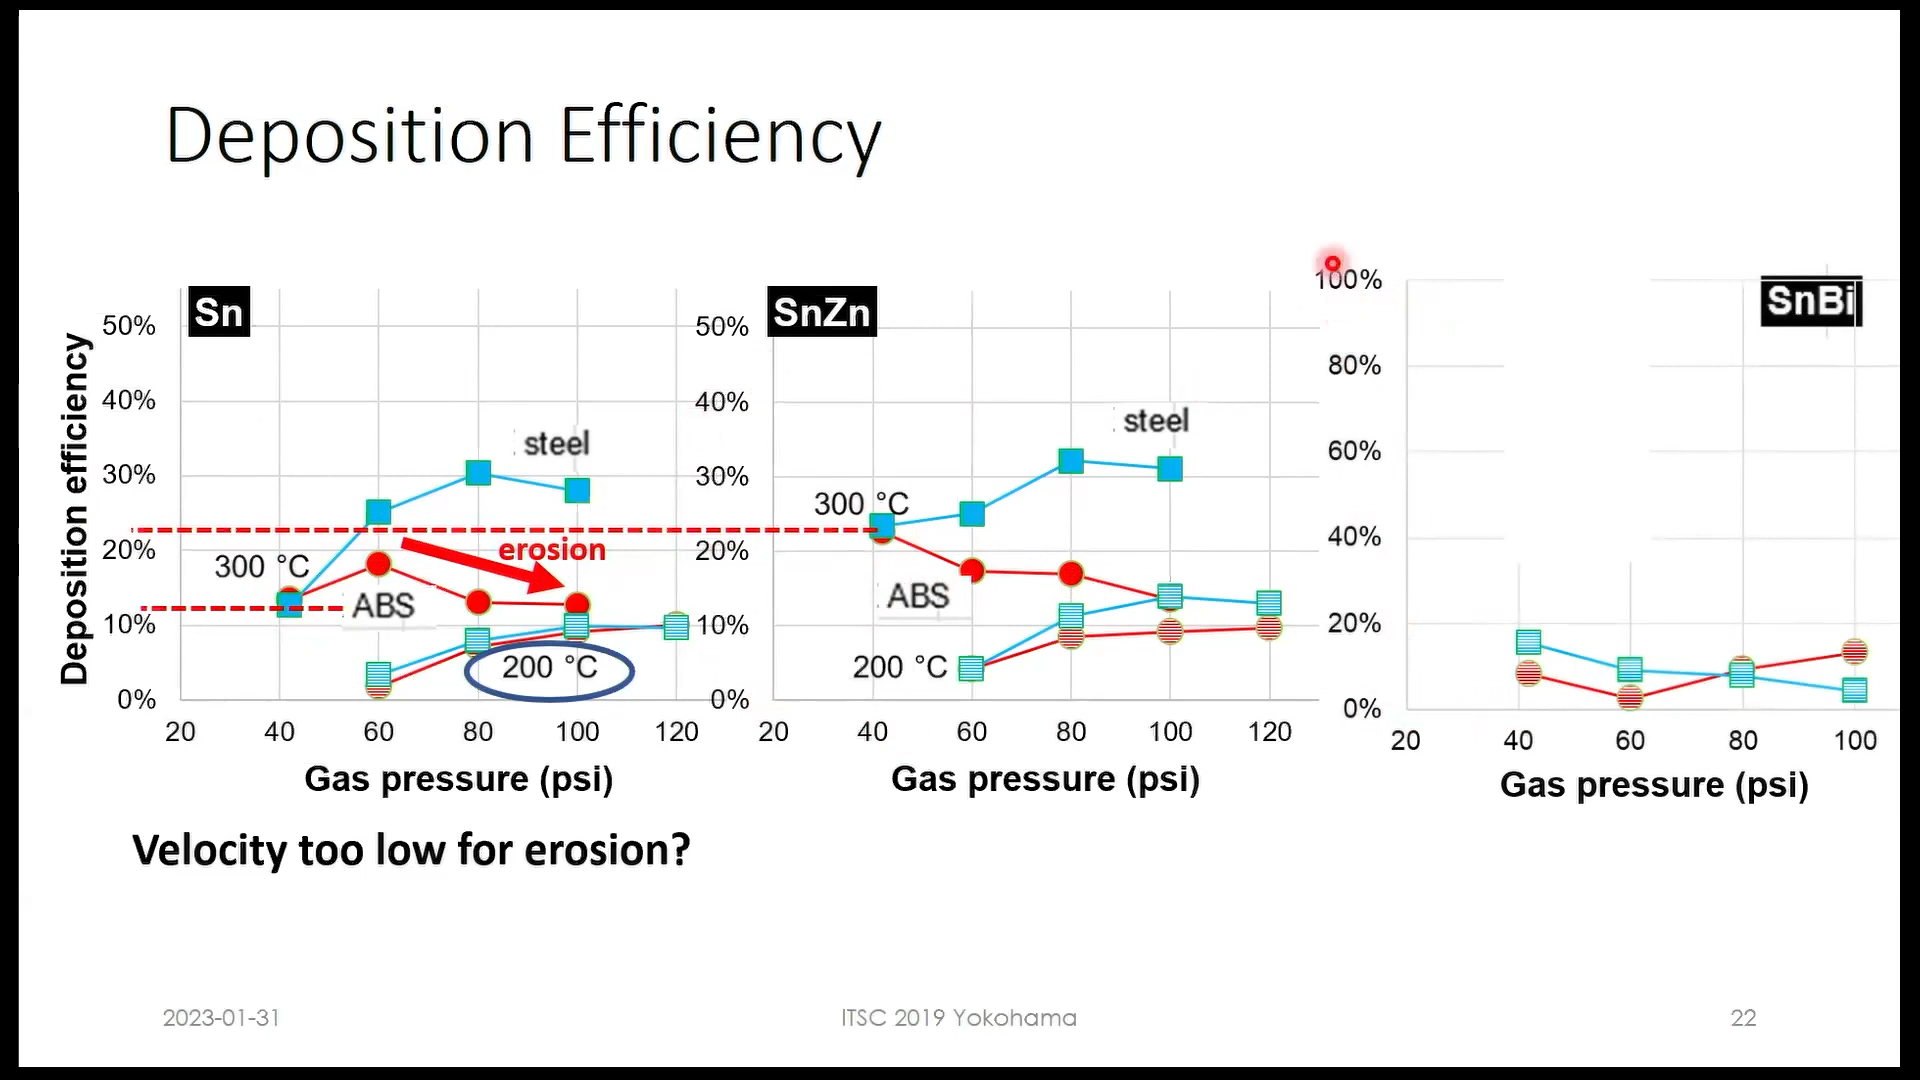 Deposition Efficiency
Sn
Deposition efficiency
50%
40%
30%
20%
10%
0%
20 40 60 80 100 120
Gas pressure (psi)
steel
300 °C
erosion
ABS
200 °C
SnZn
50%
40%
30%
20%
10%
0%
20 40 60 80 100 120
Gas pressure (psi)
steel
300 °C
ABS
200 °C
SnBi
100%
80%
60%
40%
20%
0%
20 40 60 80 100
Gas pressure (psi)
Velocity too low for erosion?
2023-01-31
ITSC 2019 Yokohama
22